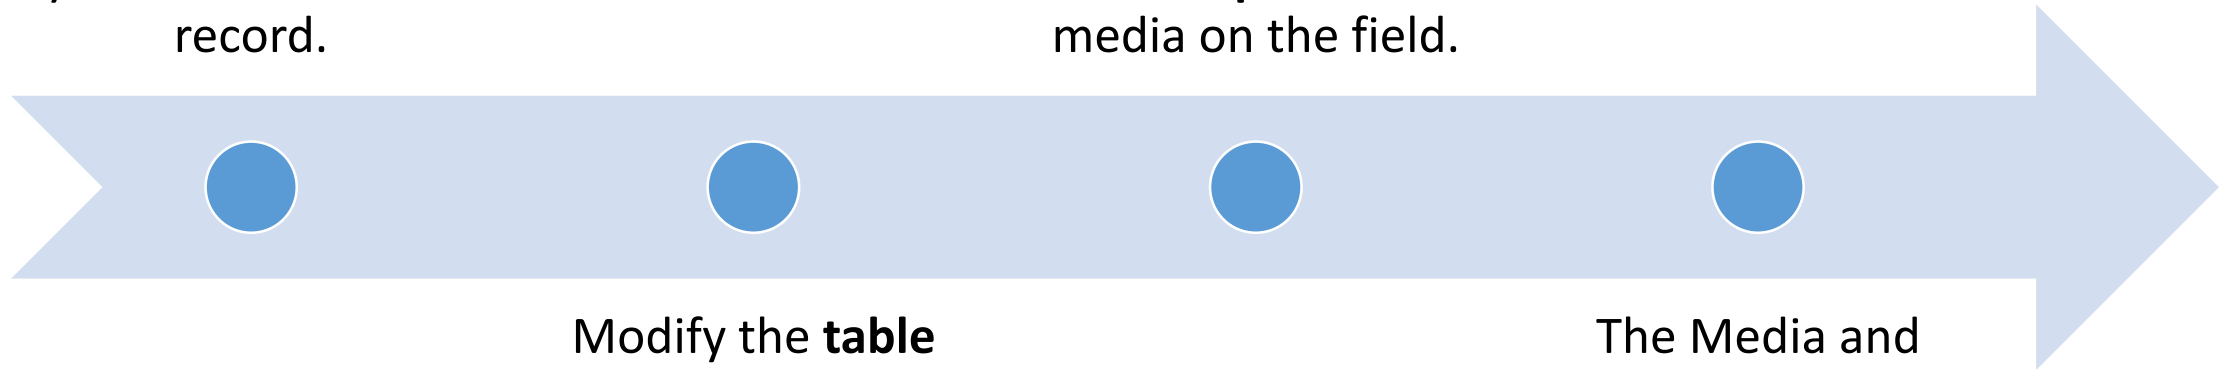 record.
media on the field.
Modify the table
The Media and